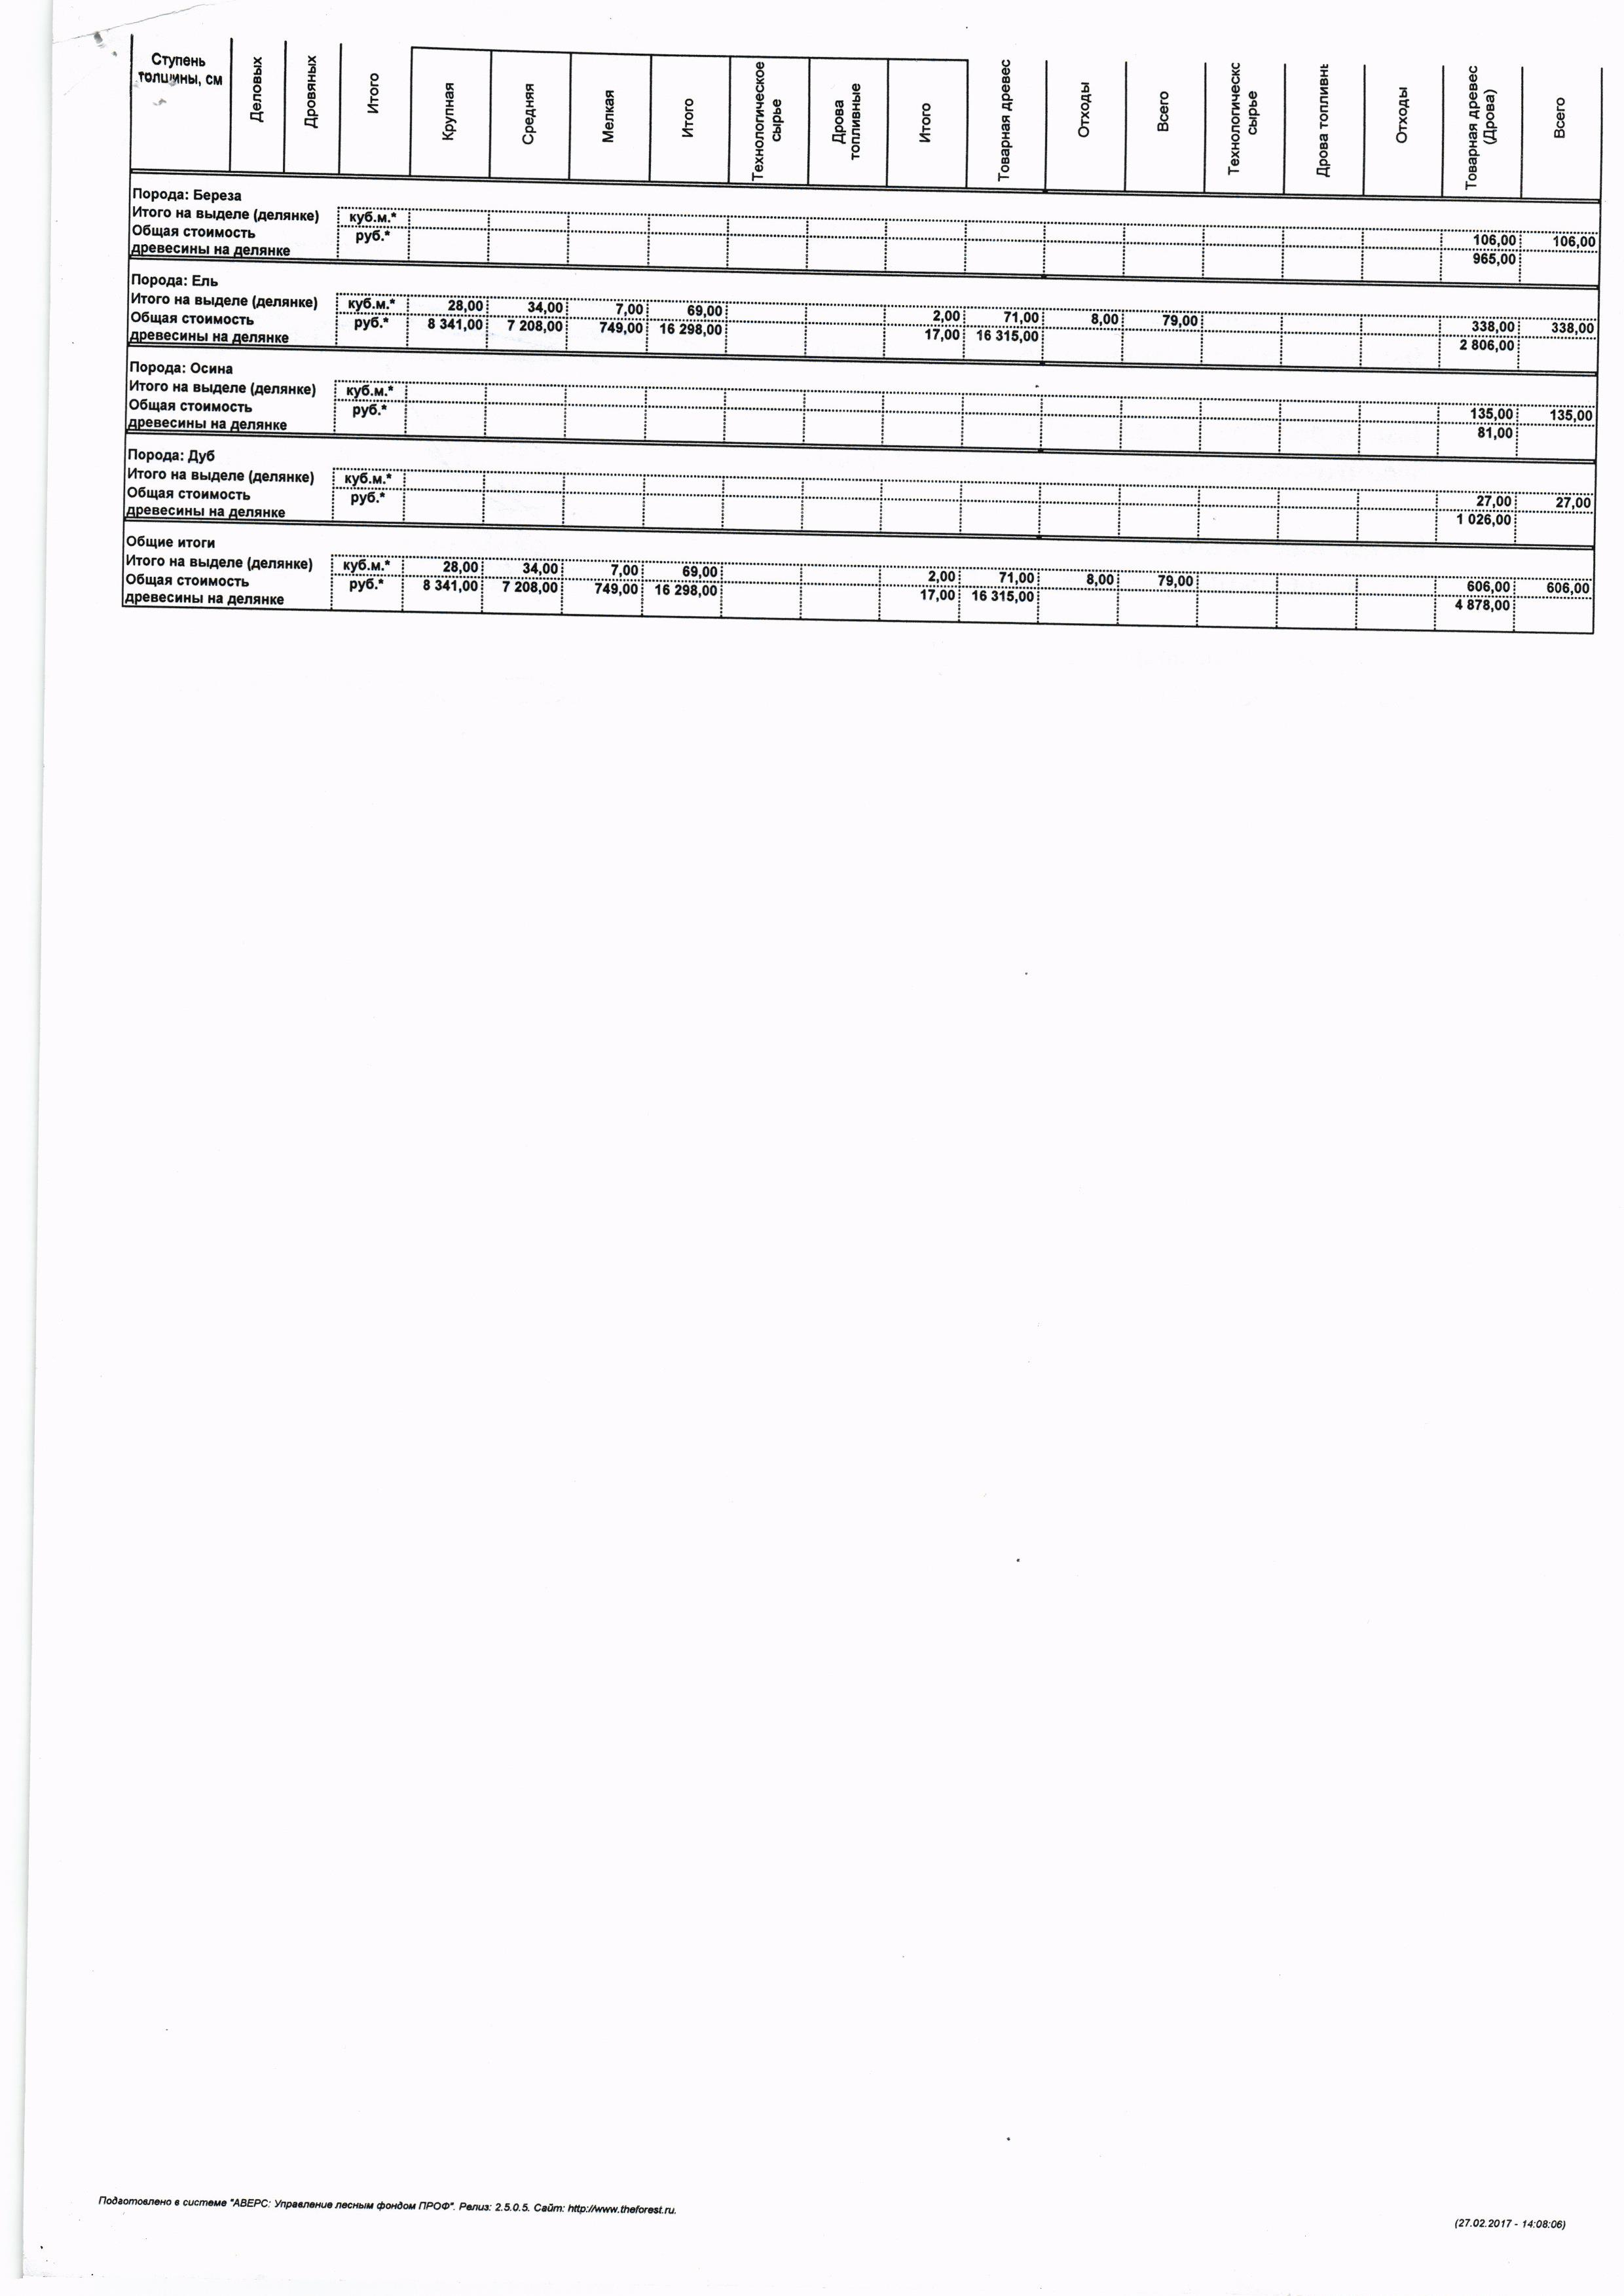 Ступень
толщины, см
Деловых
Дровяных
Итого
Крупная
Средняя
Мелкая
Итого
Технологическое
сырье
Дрова
топливные
Итого
Товарная древес
Отходы
Всего
Технологическо
сырье
Дрова топливны
Отходы
Товарная древес
(Дрова)
Всего
Порода: Береза
Итого на выделе (делянке) куб.м.* 106,00 106,00
Общая стоимость руб.* 965,00
древесины на делянке
Порода: Ель
Итого на выделе (делянке) куб.м.* 28,00 34,00 7,00 69,00 2,00 71,00 8,00 79,00 338,00 338,00
Общая стоимость руб.* 8 341,00 7 208,00 749,00 16 298,00 17,00 16 315,00 2 806,00
древесины на делянке
Порода: Осина
Итого на выделе (делянке) куб.м.* 135,00 135,00
Общая стоимость руб.* 81,00
древесины на делянке
Порода: Дуб
Итого на выделе (делянке) куб.м.* 27,00 27,00
Общая стоимость руб.* 1 026,00
древесины на делянке
Общие итоги
Итого на выделе (делянке) куб.м.* 28,00 34,00 7,00 69,00 2,00 71,00 8,00 79,00 606,00 606,00
Общая стоимость руб.* 8 341,00 7 208,00 749,00 16 298,00 17,00 16 315,00 4 878,00
древесины на делянке
Подготовлено в системе "АВЕРС: Управление лесным фондом ПРОФ". Релиз: 2.5.0.5. Сайт: http://www.theforest.ru.
(27.02.2017 - 14:08:06)